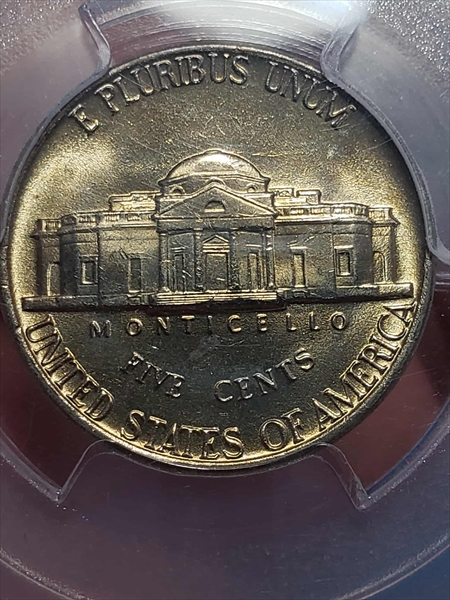 E PLURIBUS UNUM
MONTICELLO
FIVE CENTS
UNITED STATES OF AMERICA